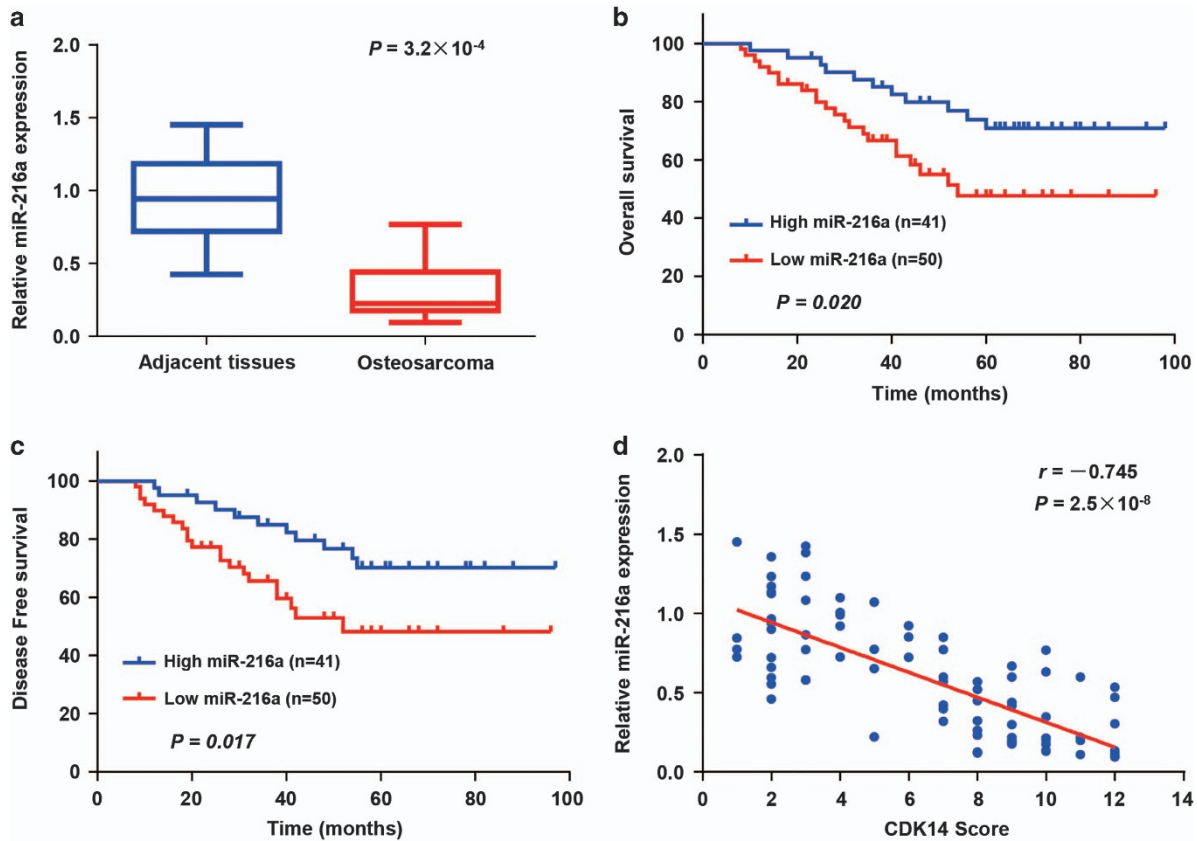 a
P = 3.2×10-4
Relative miR-216a expression
2.0
1.5
1.0
0.5
0.0
Adjacent tissues
Osteosarcoma
b
Overall survival
100
80
60
40
20
0
High miR-216a (n=41)
Low miR-216a (n=50)
P = 0.020
0 20 40 60 80 100
Time (months)
c
Disease Free survival
100
80
60
40
20
0
High miR-216a (n=41)
Low miR-216a (n=50)
P = 0.017
0 20 40 60 80 100
Time (months)
d
Relative miR-216a expression
2.0
1.5
1.0
0.5
0.0
r = −0.745
P = 2.5×10-8
0 2 4 6 8 10 12 14
CDK14 Score